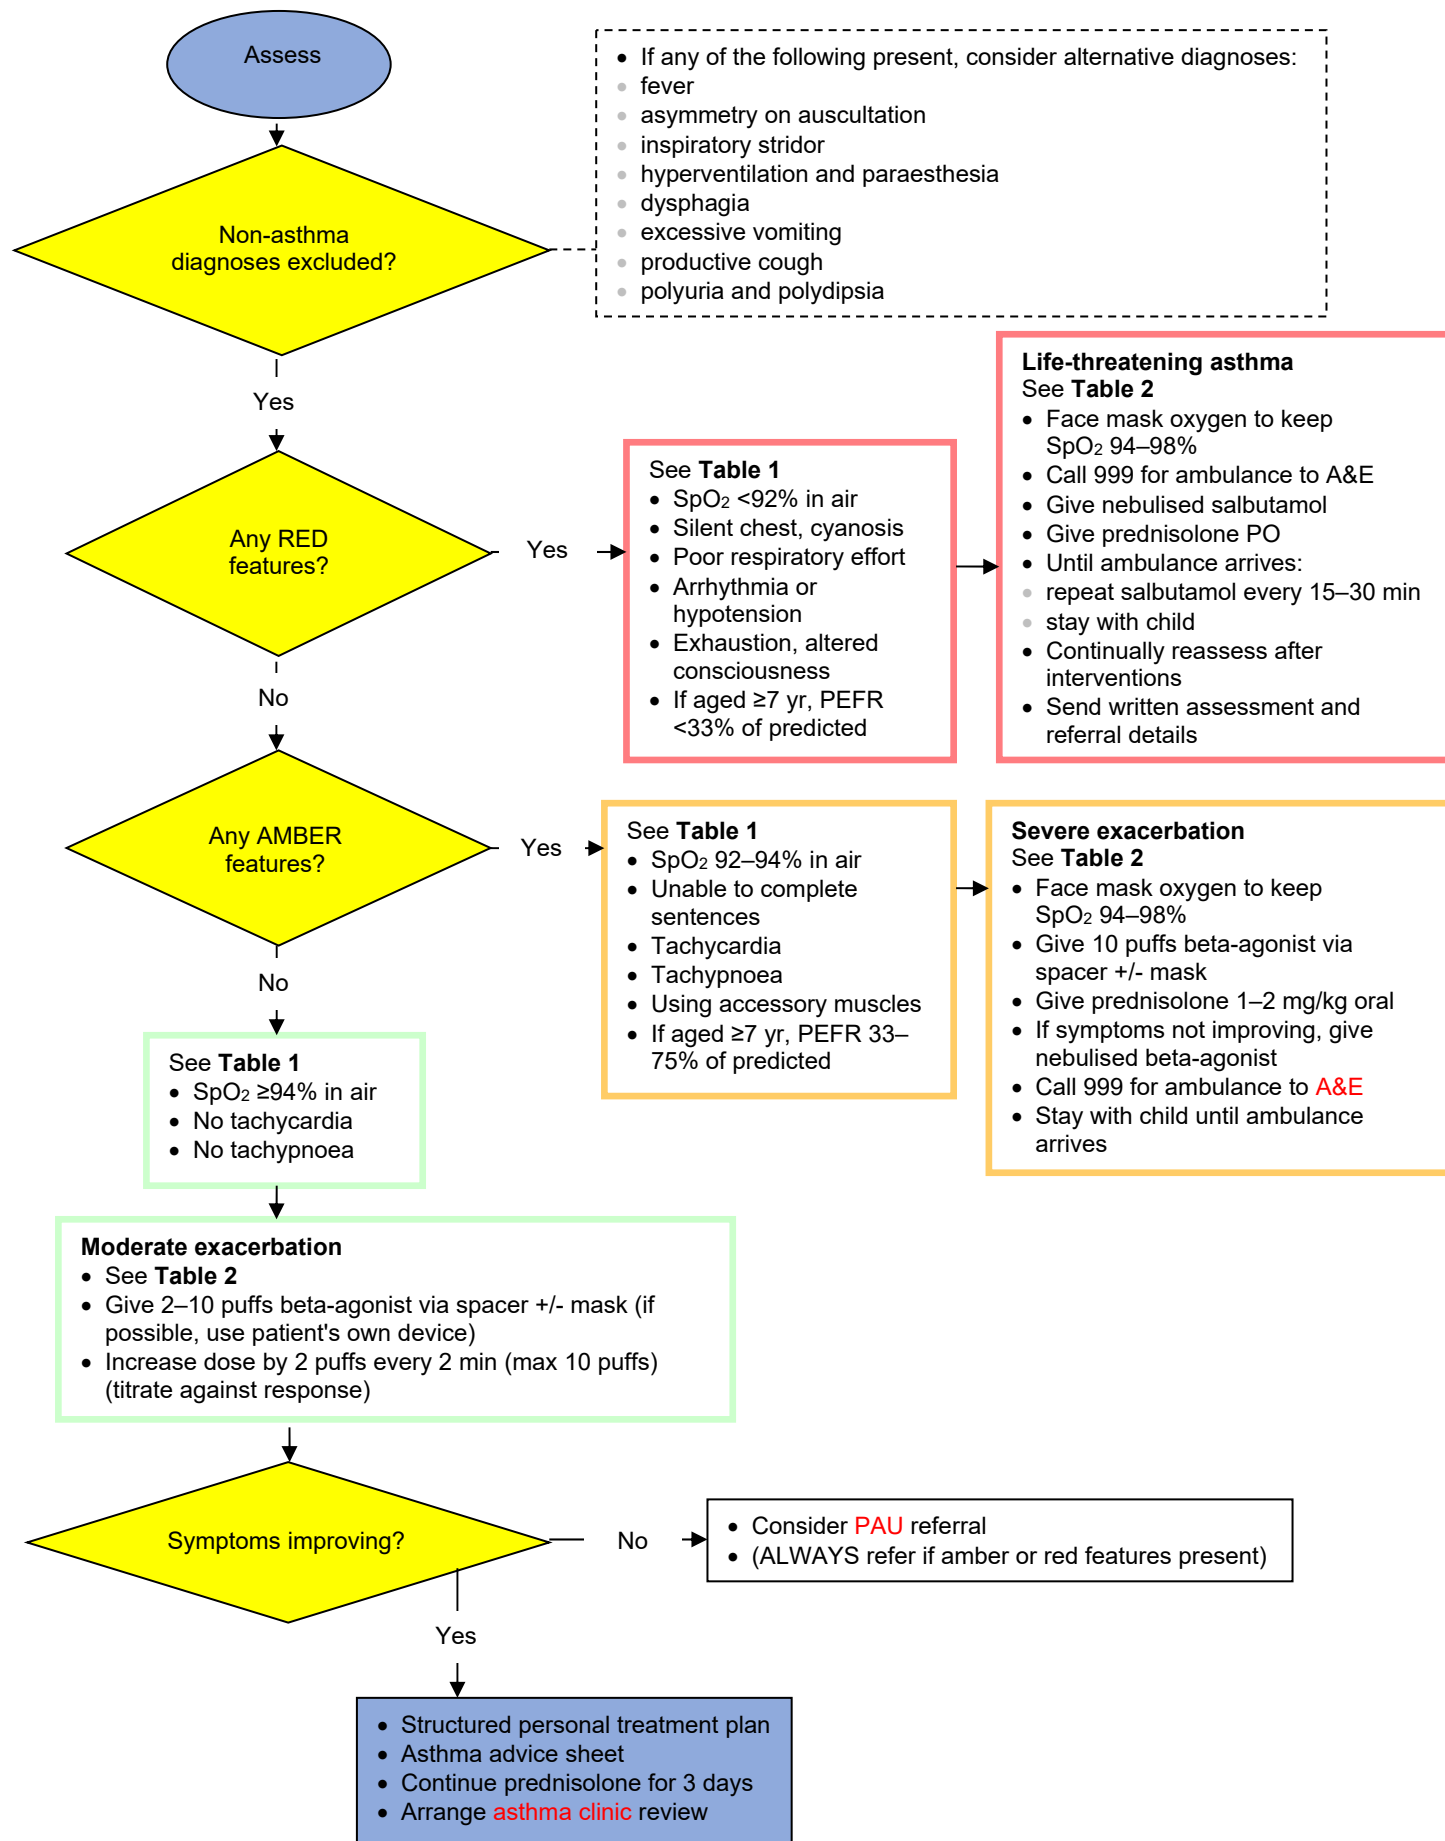 Assess
• If any of the following present, consider alternative diagnoses:
• fever
• asymmetry on auscultation
• inspiratory stridor
• hyperventilation and paraesthesia
• dysphagia
• excessive vomiting
• productive cough
• polyuria and polydipsia
Non-asthma
diagnoses excluded?
Yes
Any RED
features?
Yes
See Table 1
• SpO2 <92% in air
• Silent chest, cyanosis
• Poor respiratory effort
• Arrhythmia or
hypotension
• Exhaustion, altered
consciousness
• If aged ≥7 yr, PEFR
<33% of predicted
Life-threatening asthma
See Table 2
• Face mask oxygen to keep
SpO2 94–98%
• Call 999 for ambulance to A&E
• Give nebulised salbutamol
• Give prednisolone PO
• Until ambulance arrives:
• repeat salbutamol every 15–30 min
• stay with child
• Continually reassess after
interventions
• Send written assessment and
referral details
No
Any AMBER
features?
Yes
See Table 1
• SpO2 92–94% in air
• Unable to complete
sentences
• Tachycardia
• Tachypnoea
• Using accessory muscles
• If aged ≥7 yr, PEFR 33–
75% of predicted
Severe exacerbation
See Table 2
• Face mask oxygen to keep
SpO2 94–98%
• Give 10 puffs beta-agonist via
spacer +/- mask
• Give prednisolone 1–2 mg/kg oral
• If symptoms not improving, give
nebulised beta-agonist
• Call 999 for ambulance to A&E
• Stay with child until ambulance
arrives
No
See Table 1
• SpO2 ≥94% in air
• No tachycardia
• No tachypnoea
Moderate exacerbation
• See Table 2
• Give 2–10 puffs beta-agonist via spacer +/- mask (if
possible, use patient's own device)
• Increase dose by 2 puffs every 2 min (max 10 puffs)
(titrate against response)
Symptoms improving?
No
• Consider PAU referral
• (ALWAYS refer if amber or red features present)
Yes
• Structured personal treatment plan
• Asthma advice sheet
• Continue prednisolone for 3 days
• Arrange asthma clinic review